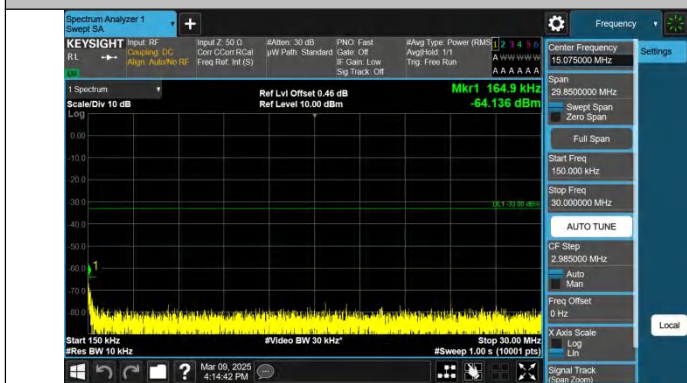 Spectrum Analyzer 1
Swept SA
Frequency
KEYSIGHT
RL
Input: RF
Coupling: DC
Align: Auto/No RF
Input Z: 50 Ω
Corr CCorr RCal
Freq Ref: Int (S)
#Atten: 30 dB
µW Path: Standard
PNO: Fast
Gate: Off
IF Gain: Low
Sig Track: Off
#Avg Type: Power (RMS)
Avg|Hold: 1/1
Trig: Free Run
1 2 3 4 5 6
A W W W W W
A A A A A A
1 Spectrum
Scale/Div 10 dB
Log
Ref Lvl Offset 0.46 dB
Ref Level 10.00 dBm
Mkr1 164.9 kHz
-64.136 dBm
0.00
-10.0
-20.0
-30.0
-40.0
-50.0
-60.0
-70.0
-80.0
DL1 -33.00 dBm
1
Start 150 kHz
#Res BW 10 kHz
#Video BW 30 kHz*
Stop 30.00 MHz
#Sweep 1.00 s (10001 pts)
Mar 09, 2025
4:14:42 PM
Center Frequency
15.075000 MHz
Span
29.8500000 MHz
Swept Span
Zero Span
Full Span
Start Freq
150.000 kHz
Stop Freq
30.000000 MHz
AUTO TUNE
CF Step
2.985000 MHz
Auto
Man
Freq Offset
0 Hz
X Axis Scale
Log
Lin
Signal Track
(Span Zoom)
Settings
Local